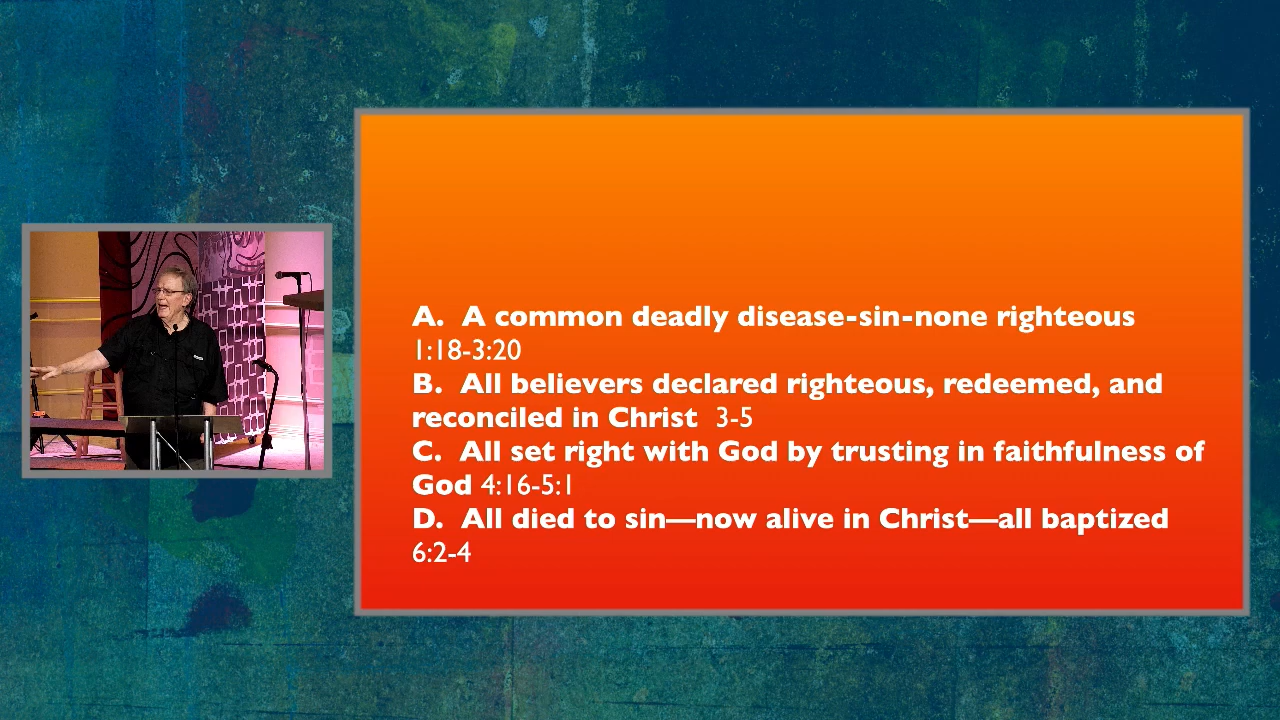 A. A common deadly disease-sin-none righteous
1:18-3:20
B. All believers declared righteous, redeemed, and
reconciled in Christ 3-5
C. All set right with God by trusting in faithfulness of
God 4:16-5:1
D. All died to sin—now alive in Christ—all baptized
6:2-4